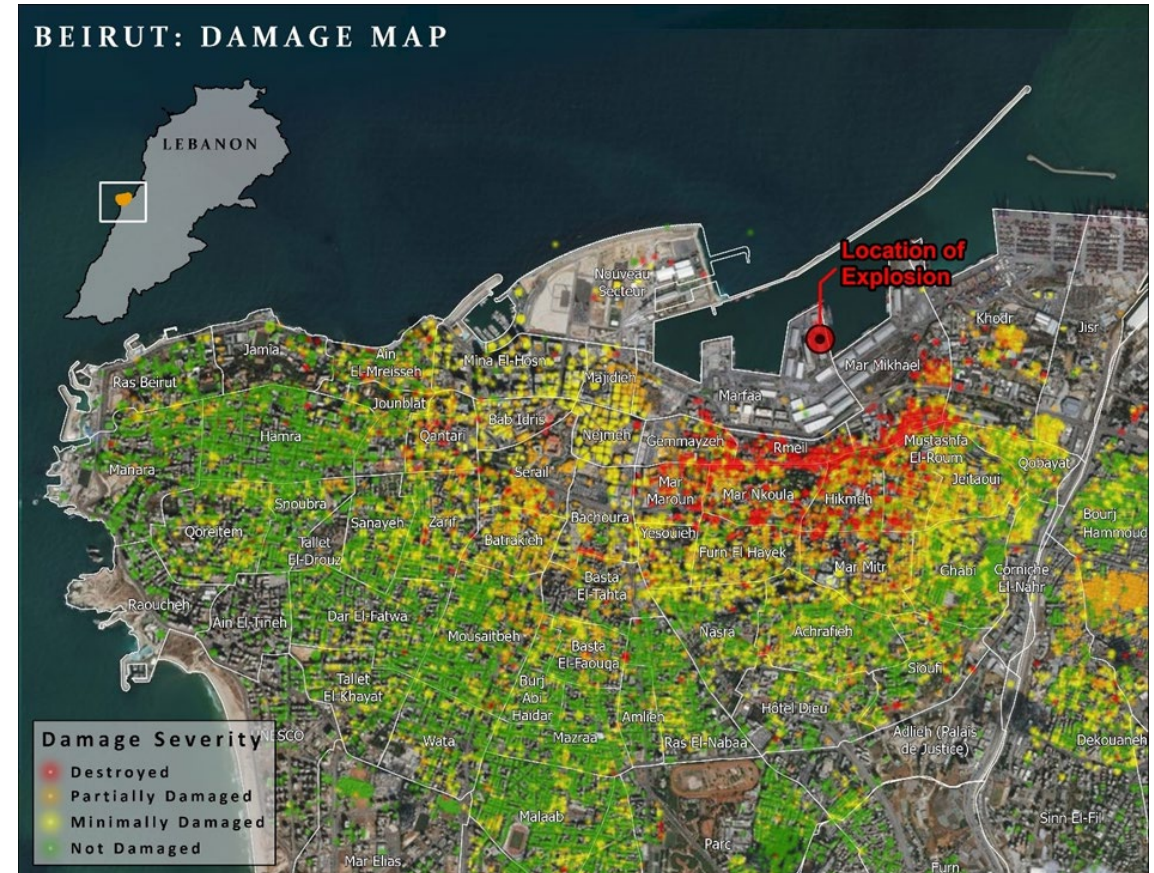 BEIRUT: DAMAGE MAP
LEBANON
Location of
Explosion
Nouveau
Secteur
Khodr
Jisr
Jamia
Ain
El-Mreisseh
Mina El-Hosn
Majidieh
Mar Mikhael
Ras Beirut
Jounblat
Bab Idris
Marfaa
Hamra
Qantari
Nejmeh
Gemmayzeh
Rmeil
Mustashfa
El-Roum
Manara
Serail
Mar
Maroun
Mar Nkoula
Hikmeh
Jeitaoui
Qobayat
Snoubra
Sanayeh
Zarif
Bachoura
Bourj
Hammoud
Qoreitem
Tallet
El-Drouz
Batrakieh
Yesouieh
Furn El Hayek
Mar Mitr
Ghabi
Corniche
El-Nahr
Basta
El-Tahta
Raoucheh
Ain El-Tineh
Dar El-Fatwa
Mousaitbeh
Nasra
Achrafieh
Basta
El-Faouqa
Sioufi
Tallet
El-Khayat
Burj
Abi
Haidar
Amlieh
Hôtel Dieu
UNESCO
Wata
Mazraa
Ras El-Nabaa
Adlieh (Palais
de Justice)
Dekouaneh
Damage Severity
Destroyed
Partially Damaged
Minimally Damaged
Not Damaged
Malaab
Sinn El-Fil
Parc
Mar Elias
Furn